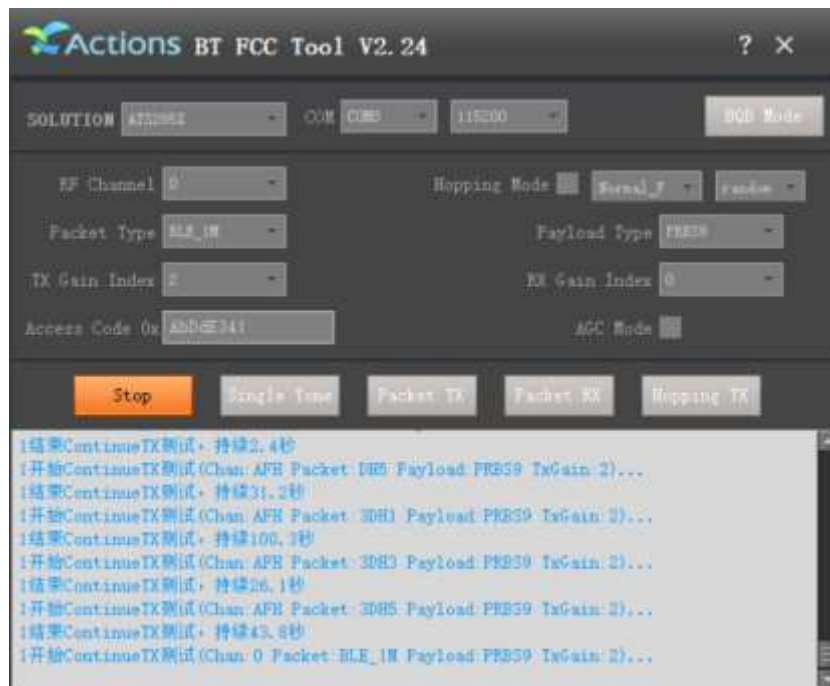 Actions BT FCC Tool V2.24 ? ×
SOLUTION COM COM8 115200 BQB Mode
RF Channel 0 Hopping Mode Normal_F random
Packet Type BLE_1M Payload Type PRBS9
TX Gain Index 2 RX Gain Index 0
Access Code 0x AbDdE341 AGC Mode
Stop Single Tone Packet TX Packet RX Hopping TX
1结束ContinueTX测试，持续2.4秒
1开始ContinueTX测试(Chan:AFH Packet:DH5 Payload:PRBS9 TxGain:2)...
1结束ContinueTX测试，持续31.2秒
1开始ContinueTX测试(Chan:AFH Packet:3DH1 Payload:PRBS9 TxGain:2)...
1结束ContinueTX测试，持续100.3秒
1开始ContinueTX测试(Chan:AFH Packet:3DH3 Payload:PRBS9 TxGain:2)...
1结束ContinueTX测试，持续26.1秒
1开始ContinueTX测试(Chan:AFH Packet:3DH5 Payload:PRBS9 TxGain:2)...
1结束ContinueTX测试，持续43.8秒
1开始ContinueTX测试(Chan:0 Packet:BLE_1M Payload:PRBS9 TxGain:2)...